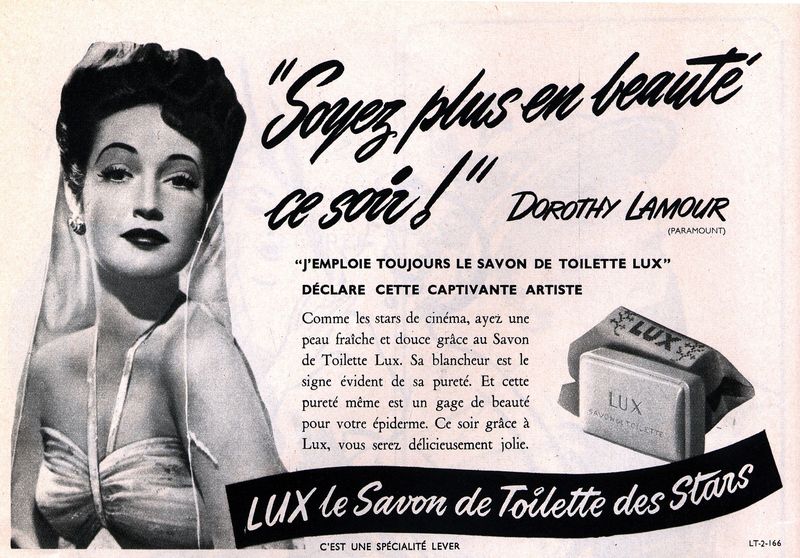 "Soyez plus en beauté
ce soir!"
DOROTHY LAMOUR
(PARAMOUNT)
"J'EMPLOIE TOUJOURS LE SAVON DE TOILETTE LUX"
DÉCLARE CETTE CAPTIVANTE ARTISTE
Comme les stars de cinéma, ayez une
peau fraîche et douce grâce au Savon
de Toilette Lux. Sa blancheur est le
signe évident de sa pureté. Et cette
pureté même est un gage de beauté
pour votre épiderme. Ce soir grâce à
Lux, vous serez délicieusement jolie.
LUX
LUX
SAVON DE TOILETTE
LUX le Savon de Toilette des Stars
C'EST UNE SPÉCIALITÉ LEVER
LT-2-166